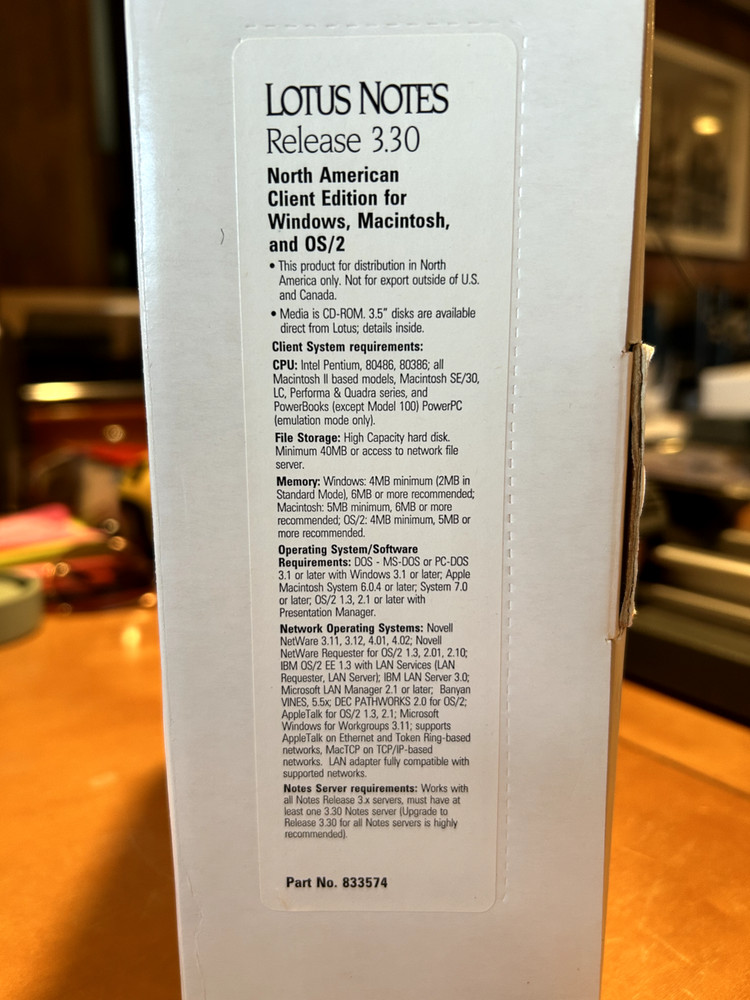 LOTUS NOTES
Release 3.30
North American
Client Edition for
Windows, Macintosh,
and OS/2
• This product for distribution in North
America only. Not for export outside of U.S.
and Canada.
• Media is CD-ROM. 3.5" disks are available
direct from Lotus; details inside.
Client System requirements:
CPU: Intel Pentium, 80486, 80386; all
Macintosh II based models, Macintosh SE/30,
LC, Performa & Quadra series, and
PowerBooks (except Model 100) PowerPC
(emulation mode only).
File Storage: High Capacity hard disk.
Minimum 40MB or access to network file
server.
Memory: Windows: 4MB minimum (2MB in
Standard Mode), 6MB or more recommended;
Macintosh: 5MB minimum, 6MB or more
recommended; OS/2: 4MB minimum, 5MB or
more recommended.
Operating System/Software
Requirements: DOS - MS-DOS or PC-DOS
3.1 or later with Windows 3.1 or later; Apple
Macintosh System 6.0.4 or later; System 7.0
or later; OS/2 1.3, 2.1 or later with
Presentation Manager.
Network Operating Systems: Novell
NetWare 3.11, 3.12, 4.01, 4.02; Novell
NetWare Requester for OS/2 1.3, 2.01, 2.10;
IBM OS/2 EE 1.3 with LAN Services (LAN
Requester, LAN Server); IBM LAN Server 3.0;
Microsoft LAN Manager 2.1 or later; Banyan
VINES, 5.5x; DEC PATHWORKS 2.0 for OS/2;
AppleTalk for OS/2 1.3, 2.1; Microsoft
Windows for Workgroups 3.11; supports
AppleTalk on Ethernet and Token Ring-based
networks, MacTCP on TCP/IP-based
networks. LAN adapter fully compatible with
supported networks.
Notes Server requirements: Works with
all Notes Release 3.x servers, must have at
least one 3.30 Notes server (Upgrade to
Release 3.30 for all Notes servers is highly
recommended).
Part No. 833574